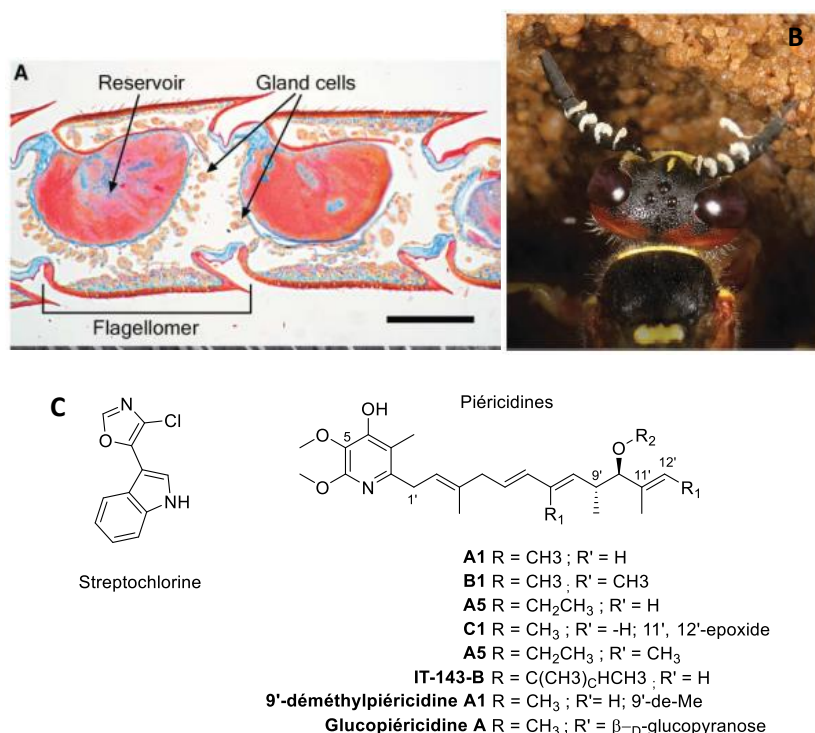 A
Reservoir
Gland cells
Flagellomer
B
C
N
Cl
O
NH
Streptochlorine
Piéricidines
OH
O
5
O
N
1'
R1
9'
O
R2
11'
12'
R1
A1 R = CH3 ; R' = H
B1 R = CH3 ; R' = CH3
A5 R = CH2CH3 ; R' = H
C1 R = CH3 ; R' = -H; 11', 12'-epoxide
A5 R = CH2CH3 ; R' = CH3
IT-143-B R = C(CH3)CHCH3 ; R' = H
9'-déméthylpiéricidine A1 R = CH3 ; R'= H; 9'-de-Me
Glucopiéricidine A R = CH3 ; R' = β–D-glucopyranose